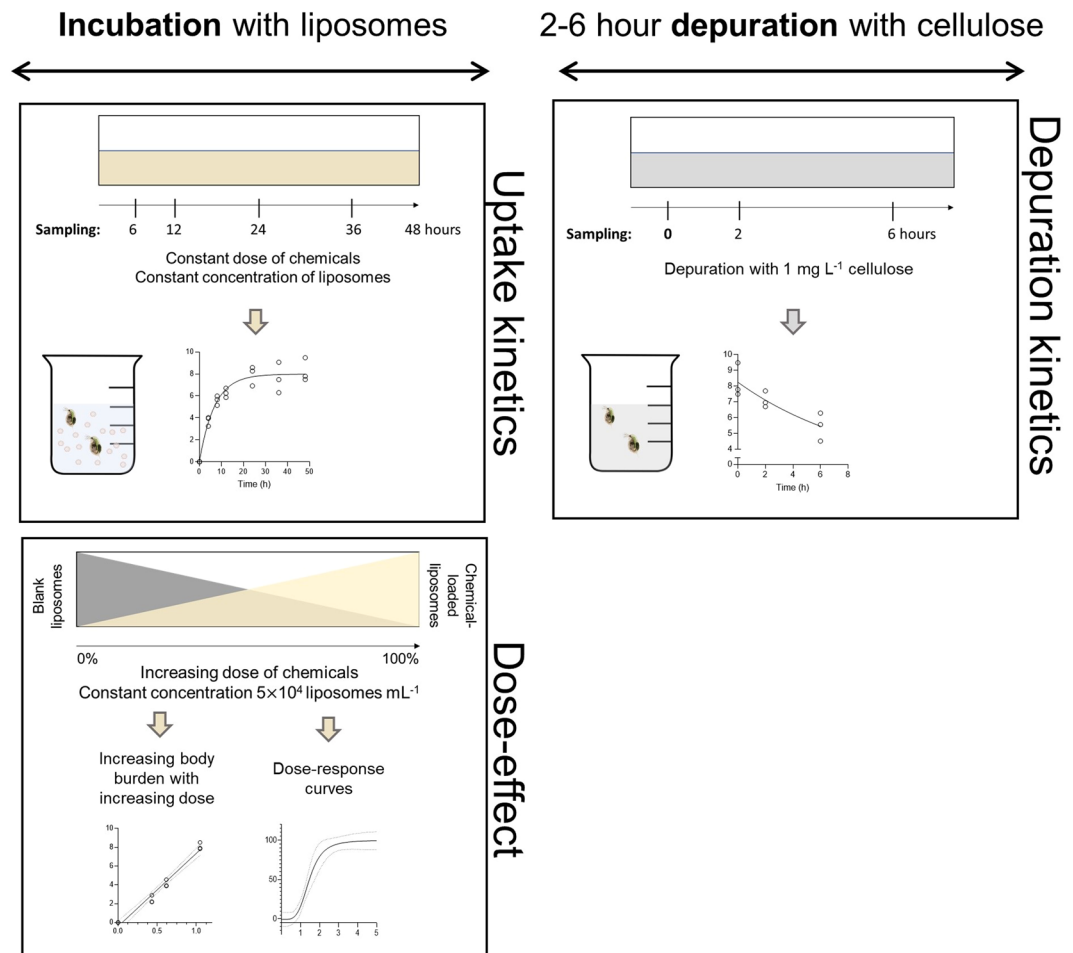 Incubation with liposomes
2-6 hour depuration with cellulose
Sampling: 6 12 24 36 48 hours
Constant dose of chemicals
Constant concentration of liposomes
10
8
6
4
2
0
0 10 20 30 40 50
Time (h)
Uptake kinetics
Sampling: 0 2 6 hours
Depuration with 1 mg L⁻¹ cellulose
10
9
8
7
6
5
4
0
0 2 4 6 8
Time (h)
Depuration kinetics
Blank
liposomes
Chemical-
loaded
liposomes
0% 100%
Increasing dose of chemicals
Constant concentration 5×10⁴ liposomes mL⁻¹
Increasing body
burden with
increasing dose
10
8
6
4
2
0
0.0 0.5 1.0
Dose-response
curves
100
50
0
1 2 3 4 5
Dose-effect